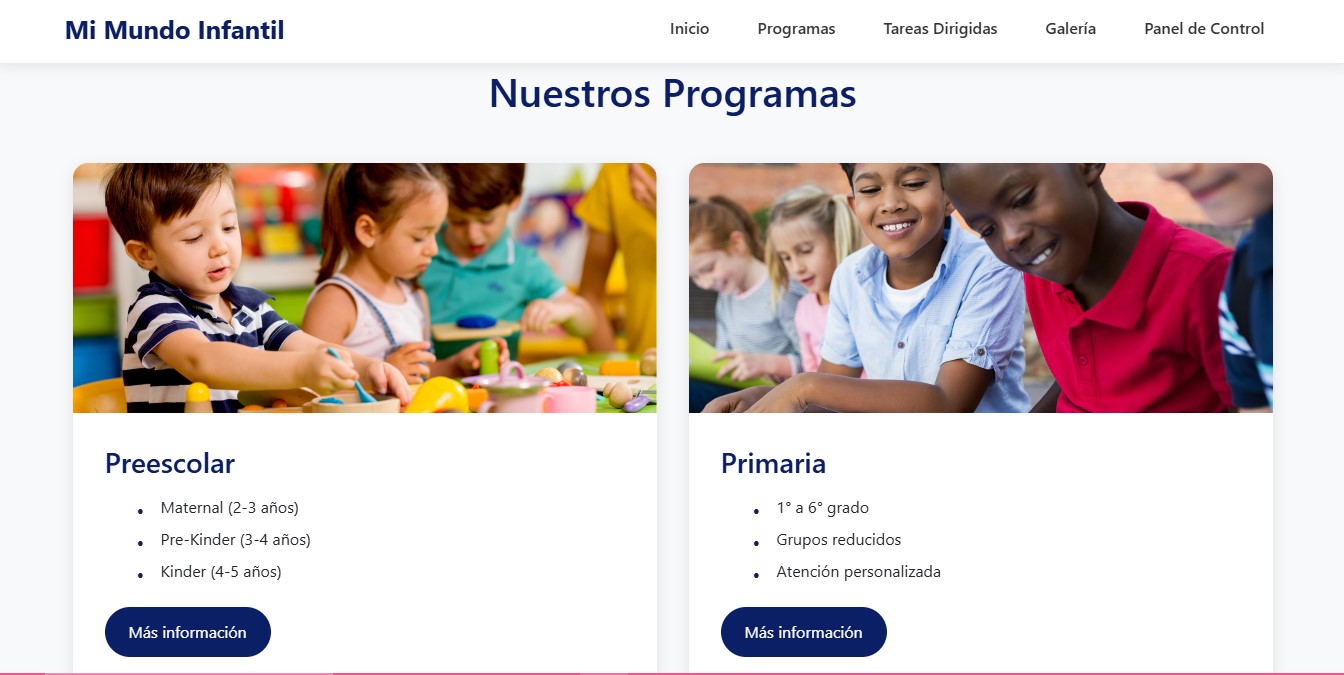 Mi Mundo Infantil
Inicio
Programas
Tareas Dirigidas
Galería
Panel de Control
Nuestros Programas
Preescolar
• Maternal (2-3 años)
• Pre-Kinder (3-4 años)
• Kinder (4-5 años)
Más información
Primaria
• 1° a 6° grado
• Grupos reducidos
• Atención personalizada
Más información